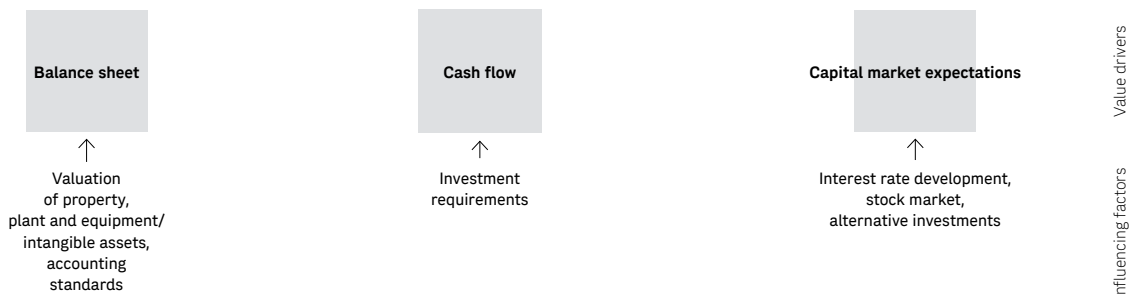 Balance sheet
Cash flow
Capital market expectations
Value drivers
Valuation
of property,
plant and equipment/
intangible assets,
accounting
standards
Investment
requirements
Interest rate development,
stock market,
alternative investments
nfluencing factors